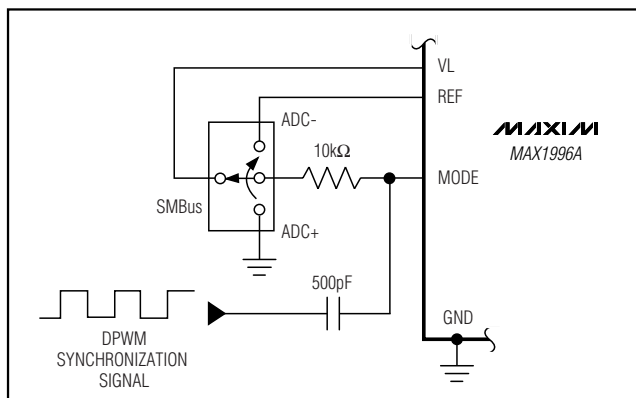 VL
REF
ADC-
MAXIM
10kΩ
MAX1996A
MODE
SMBus
ADC+
500pF
GND
DPWM
SYNCHRONIZATION
SIGNAL